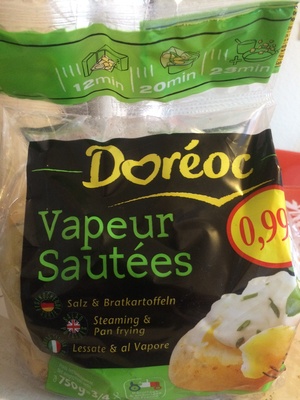 12min 20min 23min
Doréoc
Vapeur
Sautées
0,99
Salz & Bratkartoffeln
Steaming &
Pan frying
Lessate & al Vapore
750g